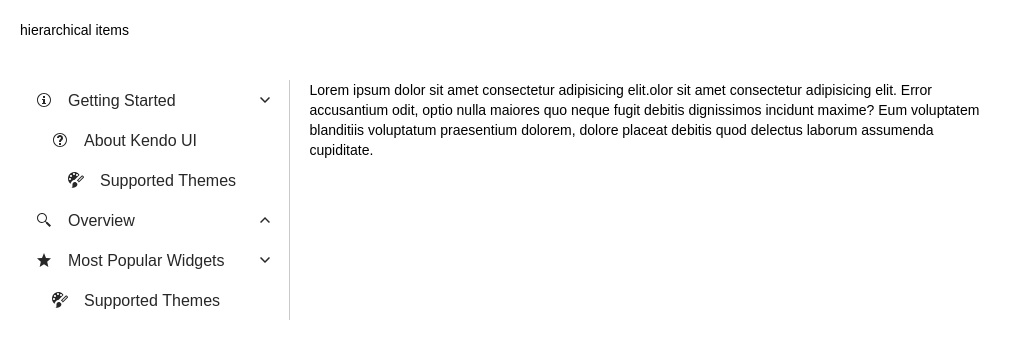 hierarchical items
Getting Started
About Kendo UI
Supported Themes
Overview
Most Popular Widgets
Supported Themes
Lorem ipsum dolor sit amet consectetur adipisicing elit.olor sit amet consectetur adipisicing elit. Error
accusantium odit, optio nulla maiores quo neque fugit debitis dignissimos incidunt maxime? Eum voluptatem
blanditiis voluptatum praesentium dolorem, dolore placeat debitis quod delectus laborum assumenda
cupiditate.